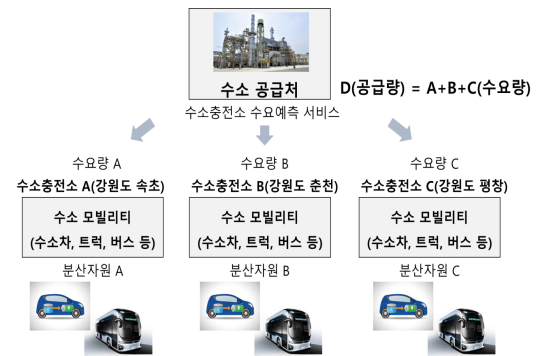 수소 공급처
D(공급량) = A+B+C(수요량)
수소충전소 수요예측 서비스
수요량 A
수요량 B
수요량 C
수소충전소 A(강원도 속초)
수소충전소 B(강원도 춘천)
수소충전소 C(강원도 평창)
수소 모빌리티
(수소차, 트럭, 버스 등)
수소 모빌리티
(수소차, 트럭, 버스 등)
수소 모빌리티
(수소차, 트럭, 버스 등)
분산자원 A
분산자원 B
분산자원 C